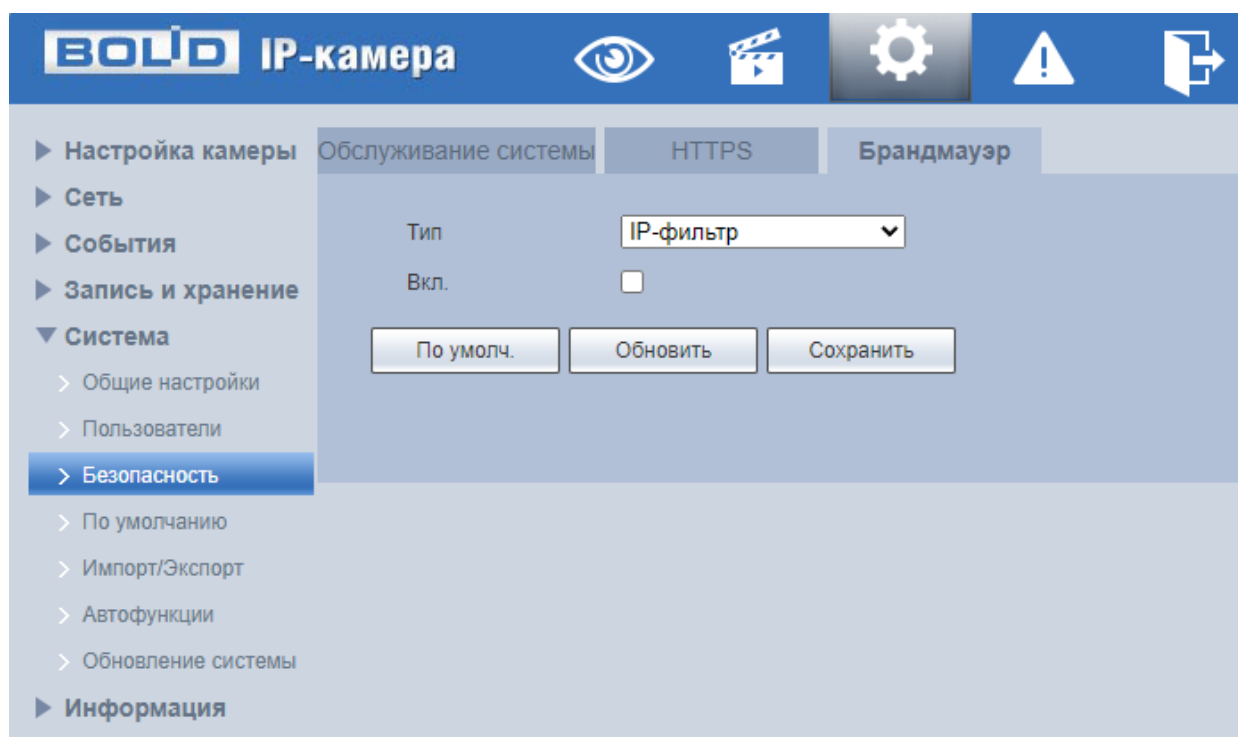 BOLID IP-камера
Настройка камеры
Сеть
События
Запись и хранение
Система
Общие настройки
Пользователи
Безопасность
По умолчанию
Импорт/Экспорт
Автофункции
Обновление системы
Информация
Обслуживание системы HTTPS Брандмауэр
Тип IP-фильтр
Вкл.
По умолч. Обновить Сохранить